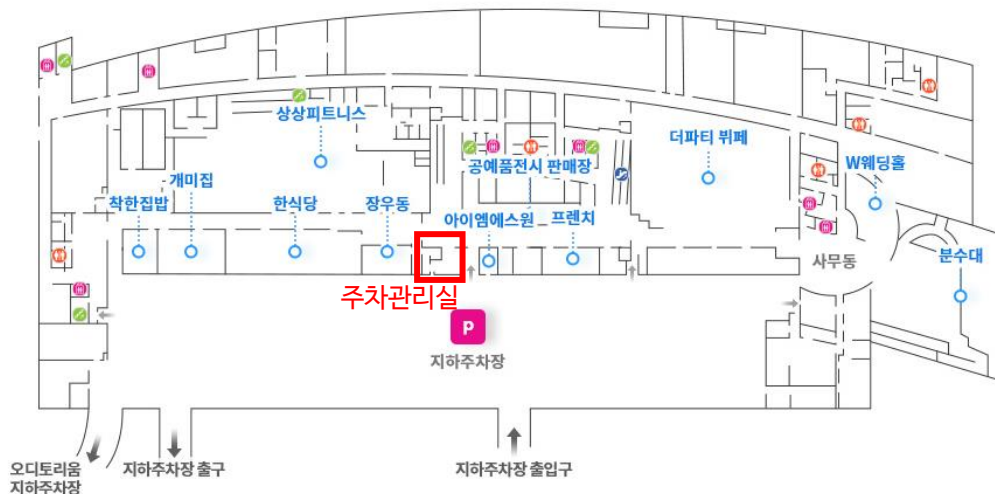 상상피트니스
더파티 뷔페
공예품전시 판매장
W웨딩홀
개미집
착한집밥
한식당
장우동
아이엠에스원
프렌치
사무동
분수대
주차관리실
P
지하주차장
오디토리움
지하주차장
지하주차장 출구
지하주차장 출입구